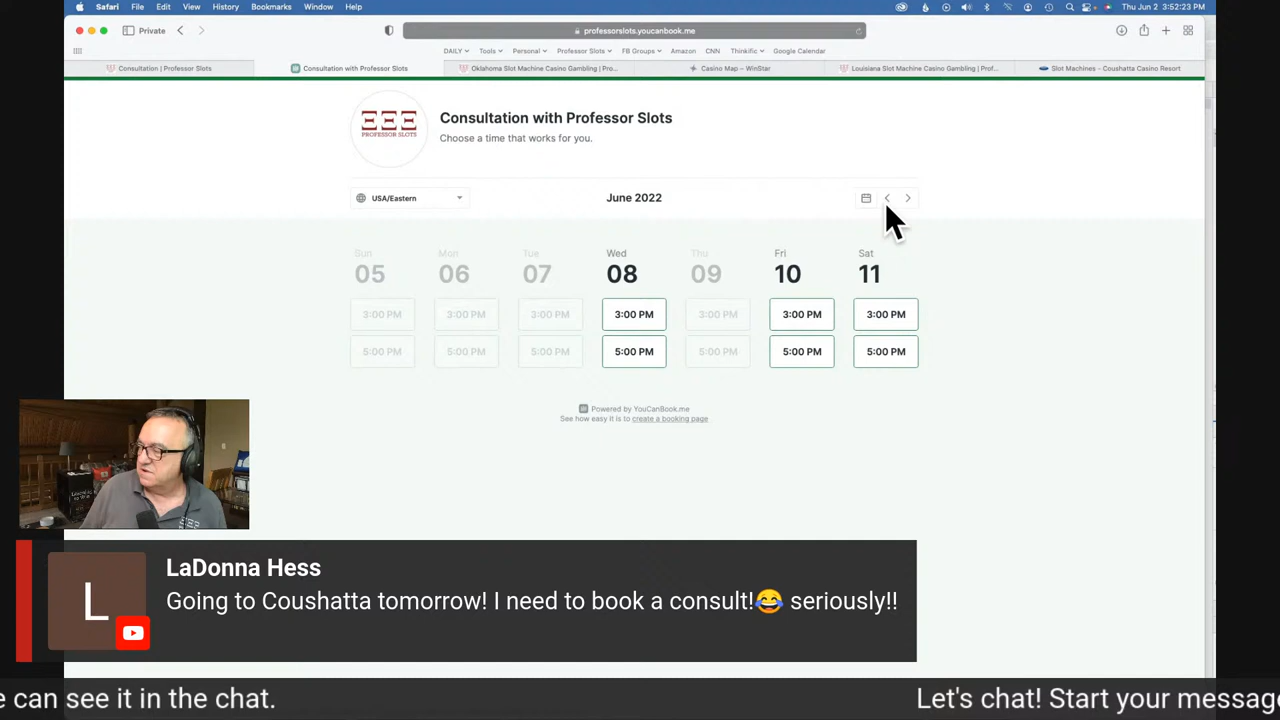 Safari File Edit View History Bookmarks Window Help Thu Jun 2 3:52:23 PM
Private professorslots.youcanbook.me
DAILY Tools Personal Professor Slots FB Groups Amazon CNN Thinkific Google Calendar
Consultation | Professor Slots Consultation with Professor Slots Oklahoma Slot Machine Casino Gambling | Pro... Casino Map – WinStar Louisiana Slot Machine Casino Gambling | Prof... Slot Machines – Coushatta Casino Resort
PROFESSOR SLOTS
Consultation with Professor Slots
Choose a time that works for you.
USA/Eastern June 2022
Sun Mon Tue Wed Thu Fri Sat
05 06 07 08 09 10 11
3:00 PM 3:00 PM 3:00 PM 3:00 PM 3:00 PM 3:00 PM 3:00 PM
5:00 PM 5:00 PM 5:00 PM 5:00 PM 5:00 PM 5:00 PM 5:00 PM
Powered by YouCanBook.me
See how easy it is to create a booking page
L
LaDonna Hess
Going to Coushatta tomorrow! I need to book a consult!😂 seriously!!
e can see it in the chat. Let's chat! Start your message